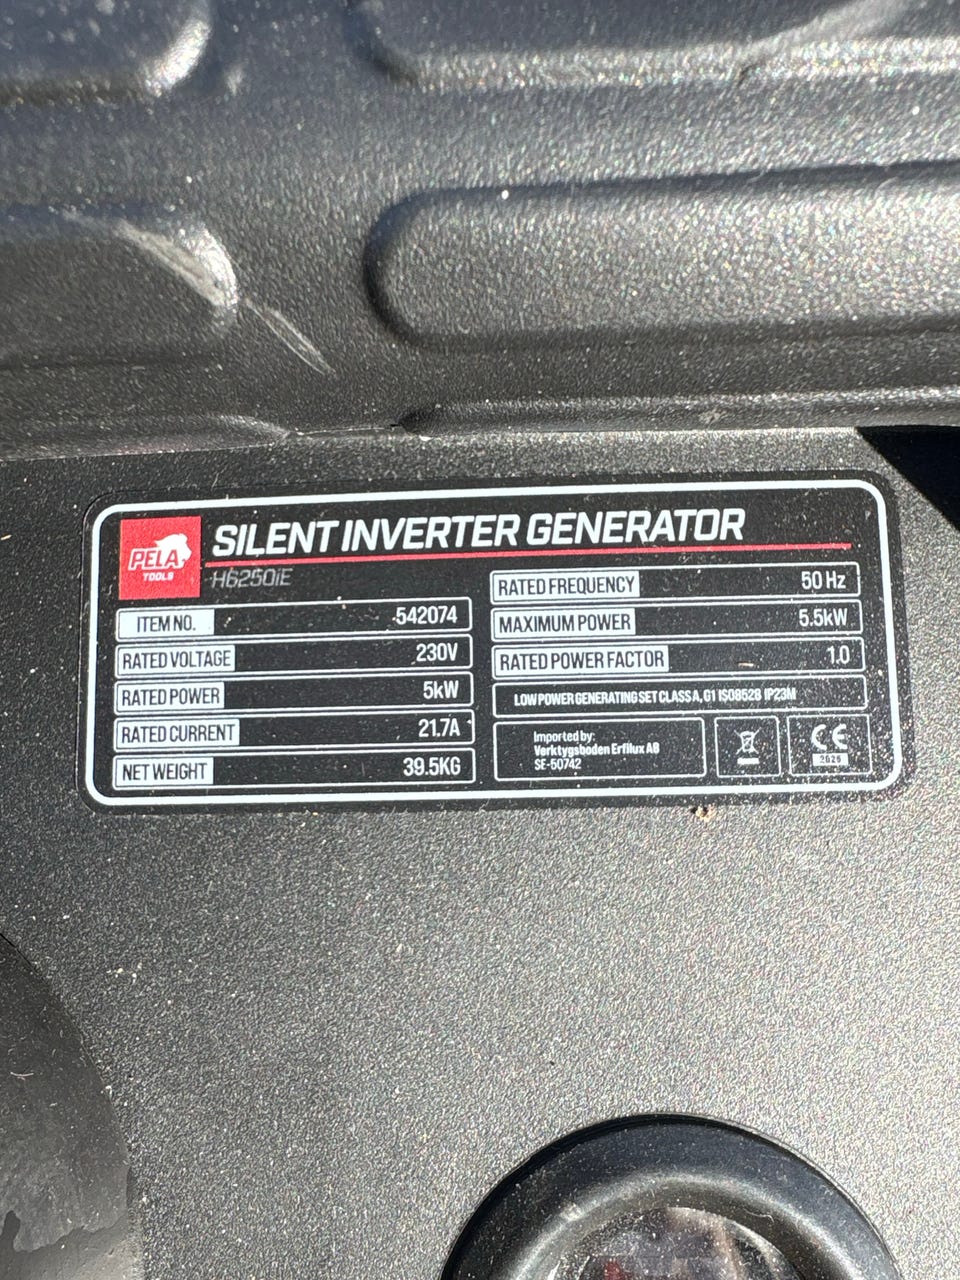 PELA
TOOLS
SILENT INVERTER GENERATOR
H6250iE
ITEM NO. 542074
RATED VOLTAGE 230V
RATED POWER 5kW
RATED CURRENT 21.7A
NET WEIGHT 39.5KG
RATED FREQUENCY 50 Hz
MAXIMUM POWER 5.5kW
RATED POWER FACTOR 1.0
LOW POWER GENERATING SET CLASS A, G1 ISO8528 IP23M
Imported by:
Verktygsboden Erfilux AB
SE-50742
CE
2025